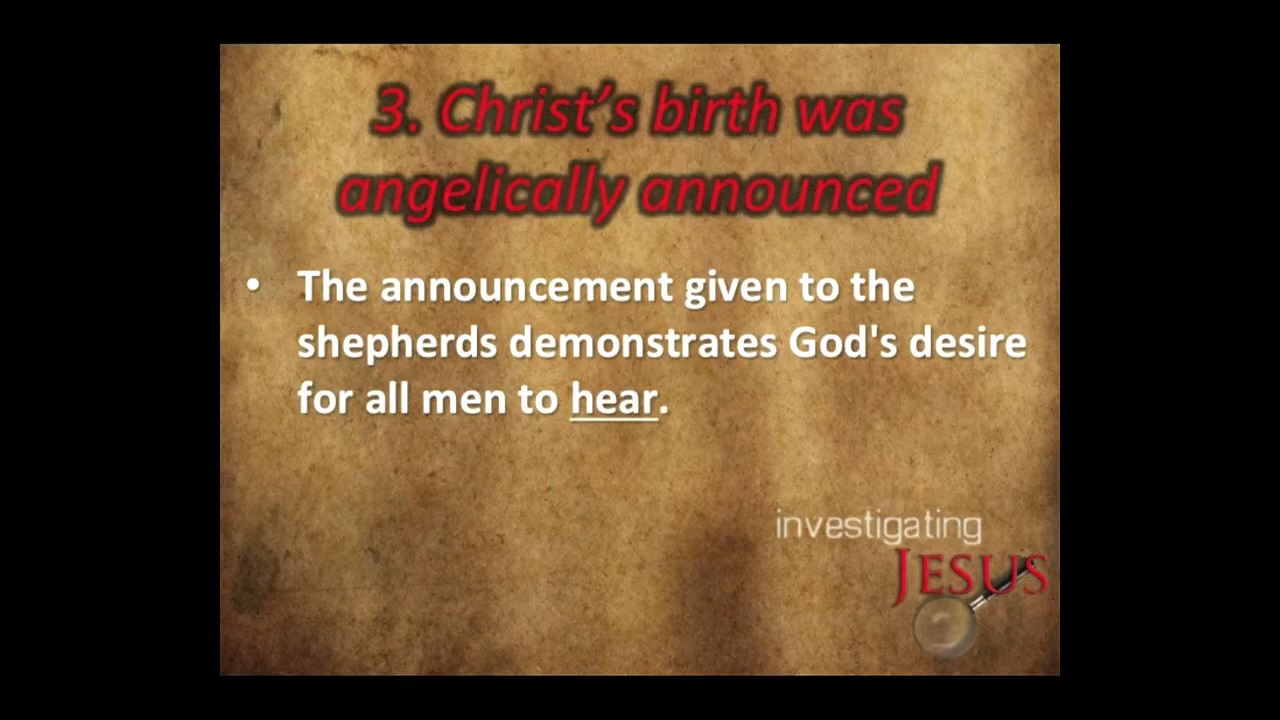 3. Christ’s birth was
angelically announced
• The announcement given to the
shepherds demonstrates God's desire
for all men to hear.
investigating
JESUS